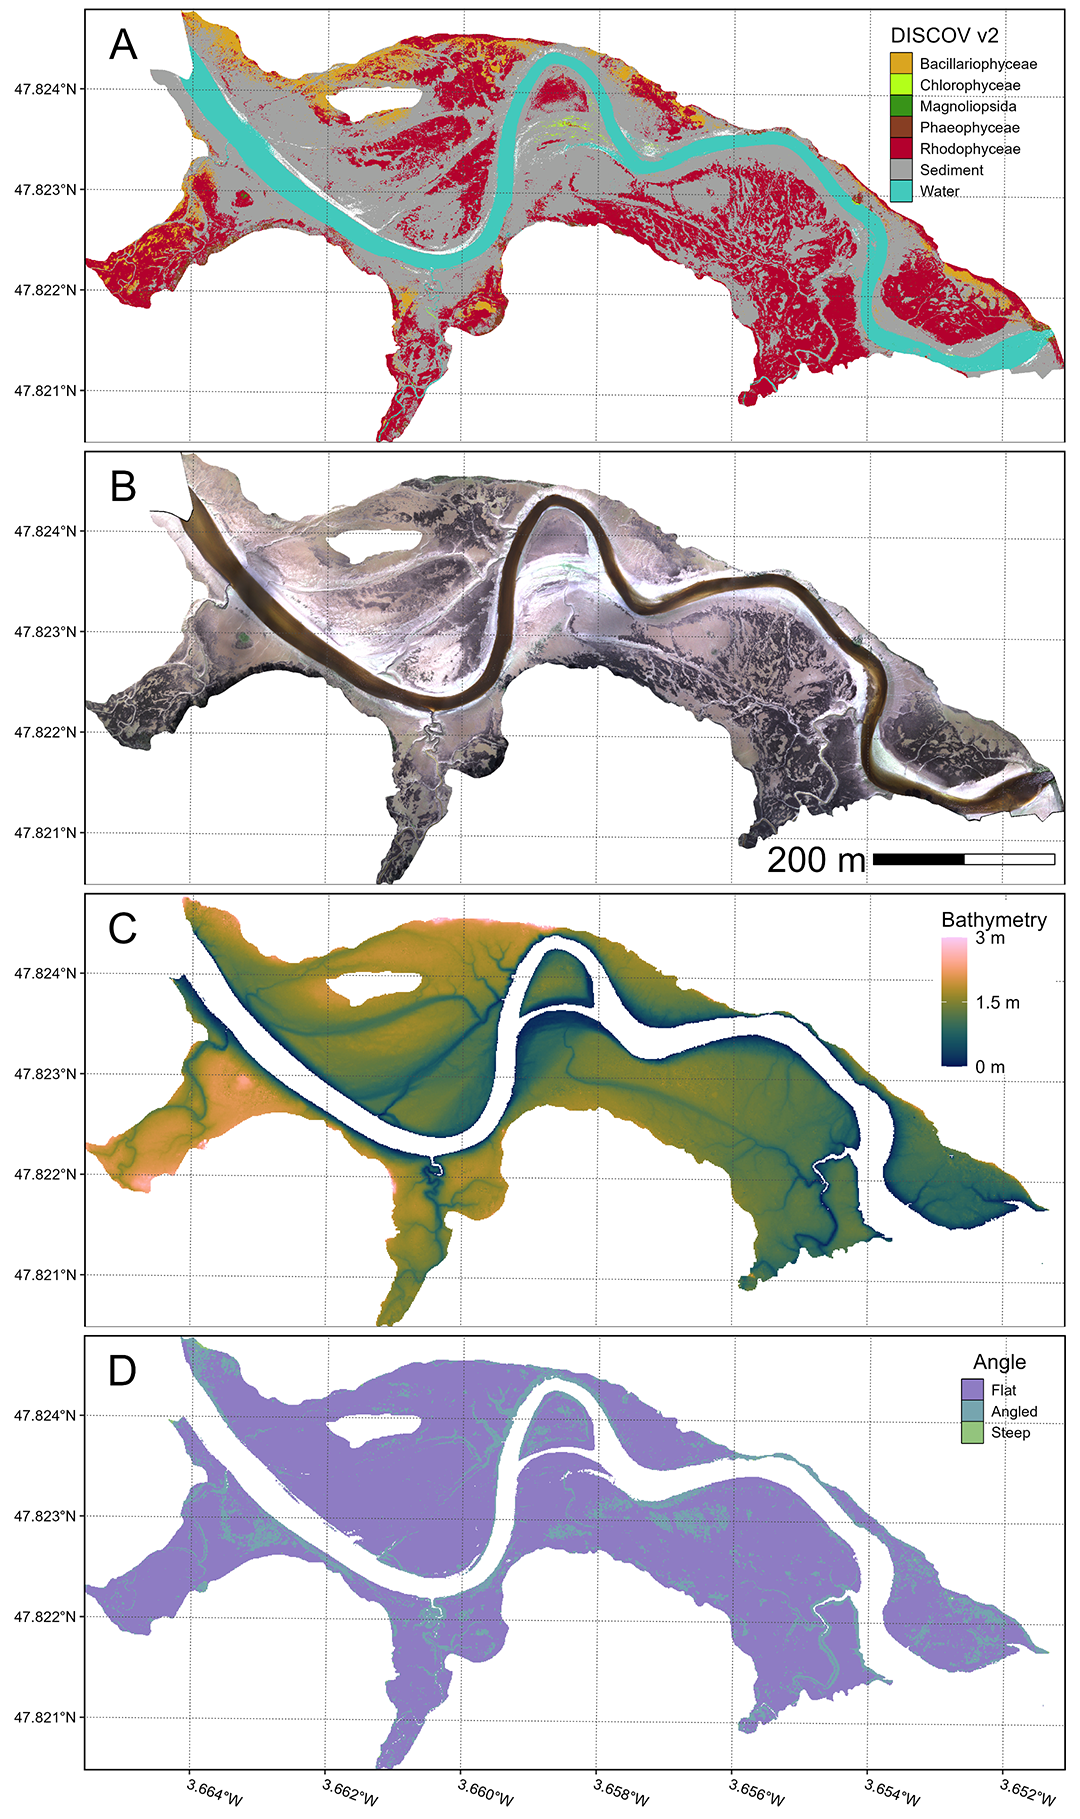 A
DISCOV v2
Bacillariophyceae
Chlorophyceae
Magnoliopsida
Phaeophyceae
Rhodophyceae
Sediment
Water
47.824°N
47.823°N
47.822°N
47.821°N
B
47.824°N
47.823°N
47.822°N
47.821°N
200 m
C
Bathymetry
3 m
1.5 m
0 m
47.824°N
47.823°N
47.822°N
47.821°N
D
Angle
Flat
Angled
Steep
47.824°N
47.823°N
47.822°N
47.821°N
3.664°W 3.662°W 3.660°W 3.658°W 3.656°W 3.654°W 3.652°W